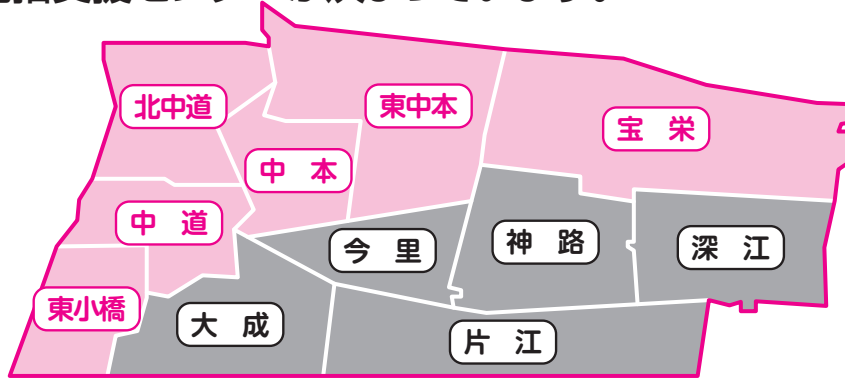 北中道
東中本
宝 栄
中 本
中 道
今 里
神 路
深 江
東小橋
大 成
片 江